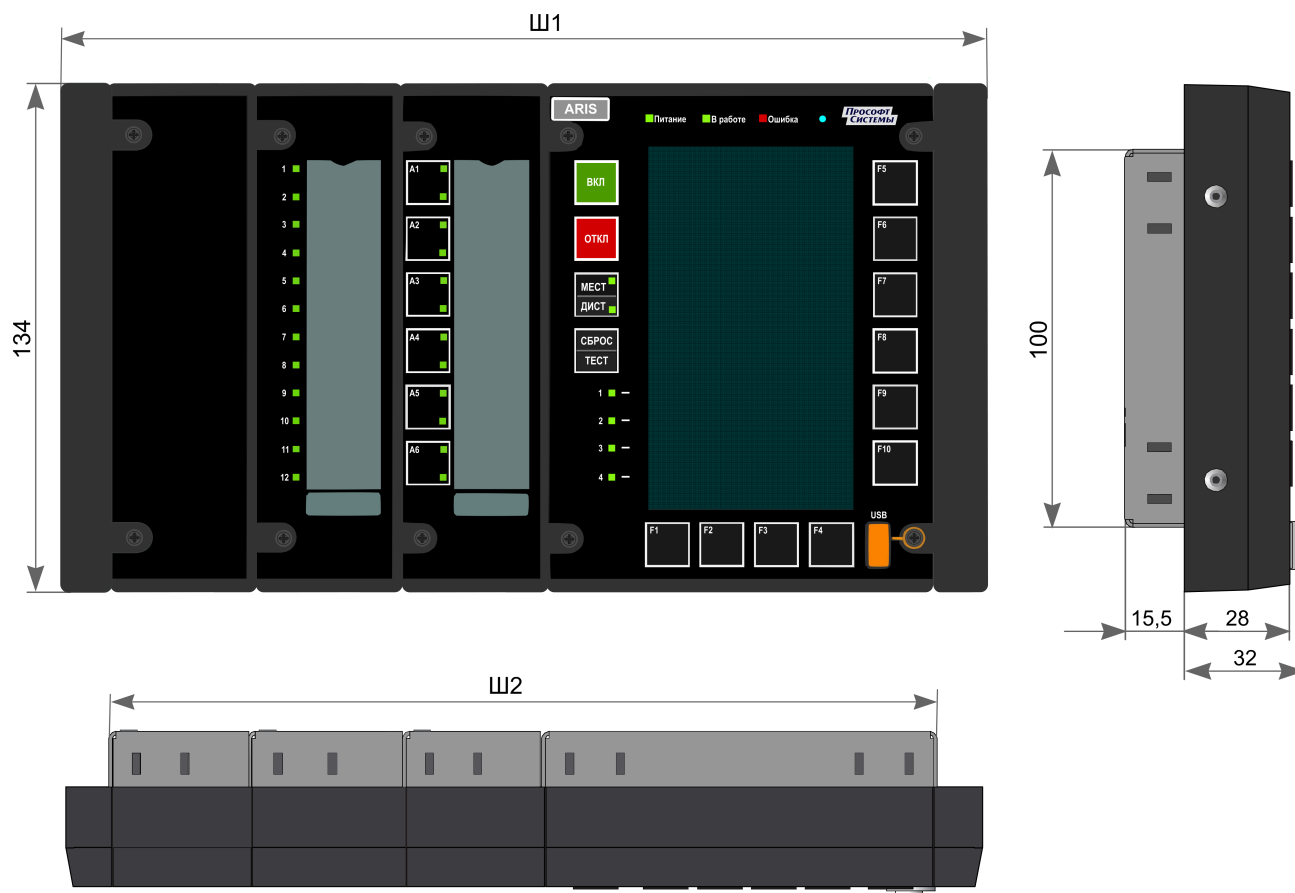 Ш1
ARIS
Питание
В работе
Ошибка
ПРОСОФТ
СИСТЕМЫ
134
1
2
3
4
5
6
7
8
9
10
11
12
A1
A2
A3
A4
A5
A6
ВКЛ
ОТКЛ
МЕСТ
ДИСТ
СБРОС
ТЕСТ
1
2
3
4
F5
F6
F7
F8
F9
F10
USB
F1
F2
F3
F4
100
15,5
28
32
Ш2